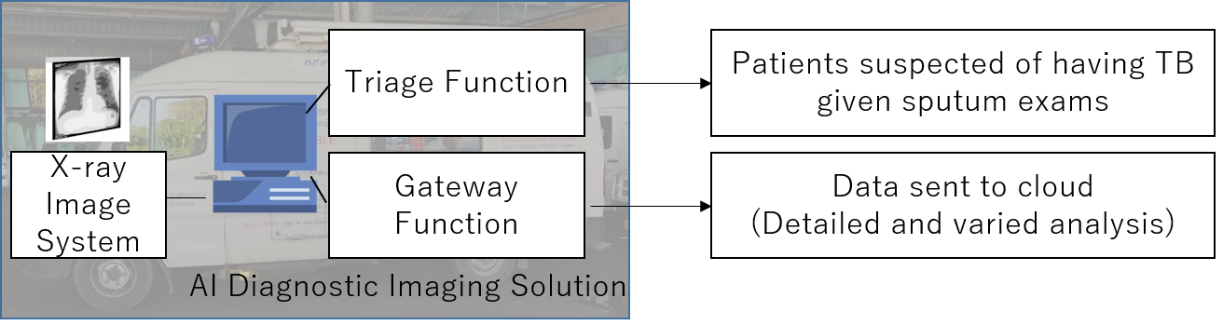 X-ray
Image
System
Triage Function
Gateway
Function
AI Diagnostic Imaging Solution
Patients suspected of having TB
given sputum exams
Data sent to cloud
(Detailed and varied analysis)